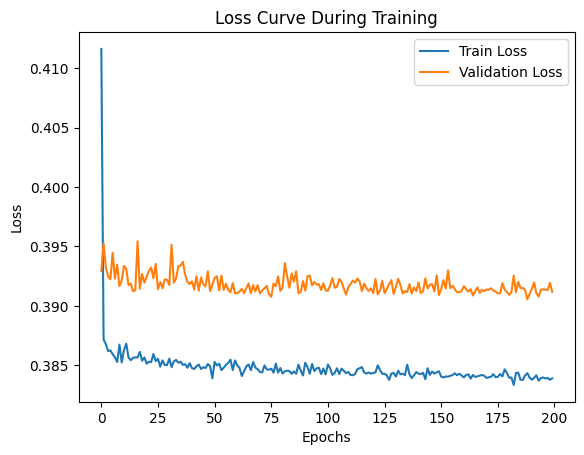 Loss Curve During Training
Train Loss
Validation Loss
Loss
0.410
0.405
0.400
0.395
0.390
0.385
0 25 50 75 100 125 150 175 200
Epochs